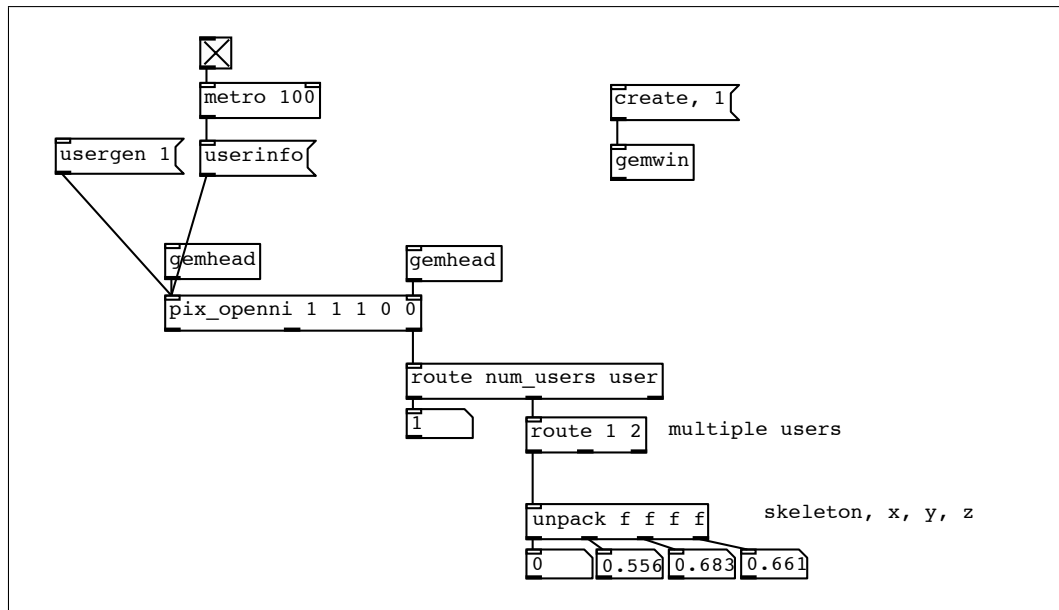 metro 100
create, 1
usergen 1
userinfo
gemwin
gemhead
gemhead
pix_openni 1 1 1 0 0
route num_users user
1
route 1 2
multiple users
unpack f f f f
skeleton, x, y, z
0
0.556
0.683
0.661